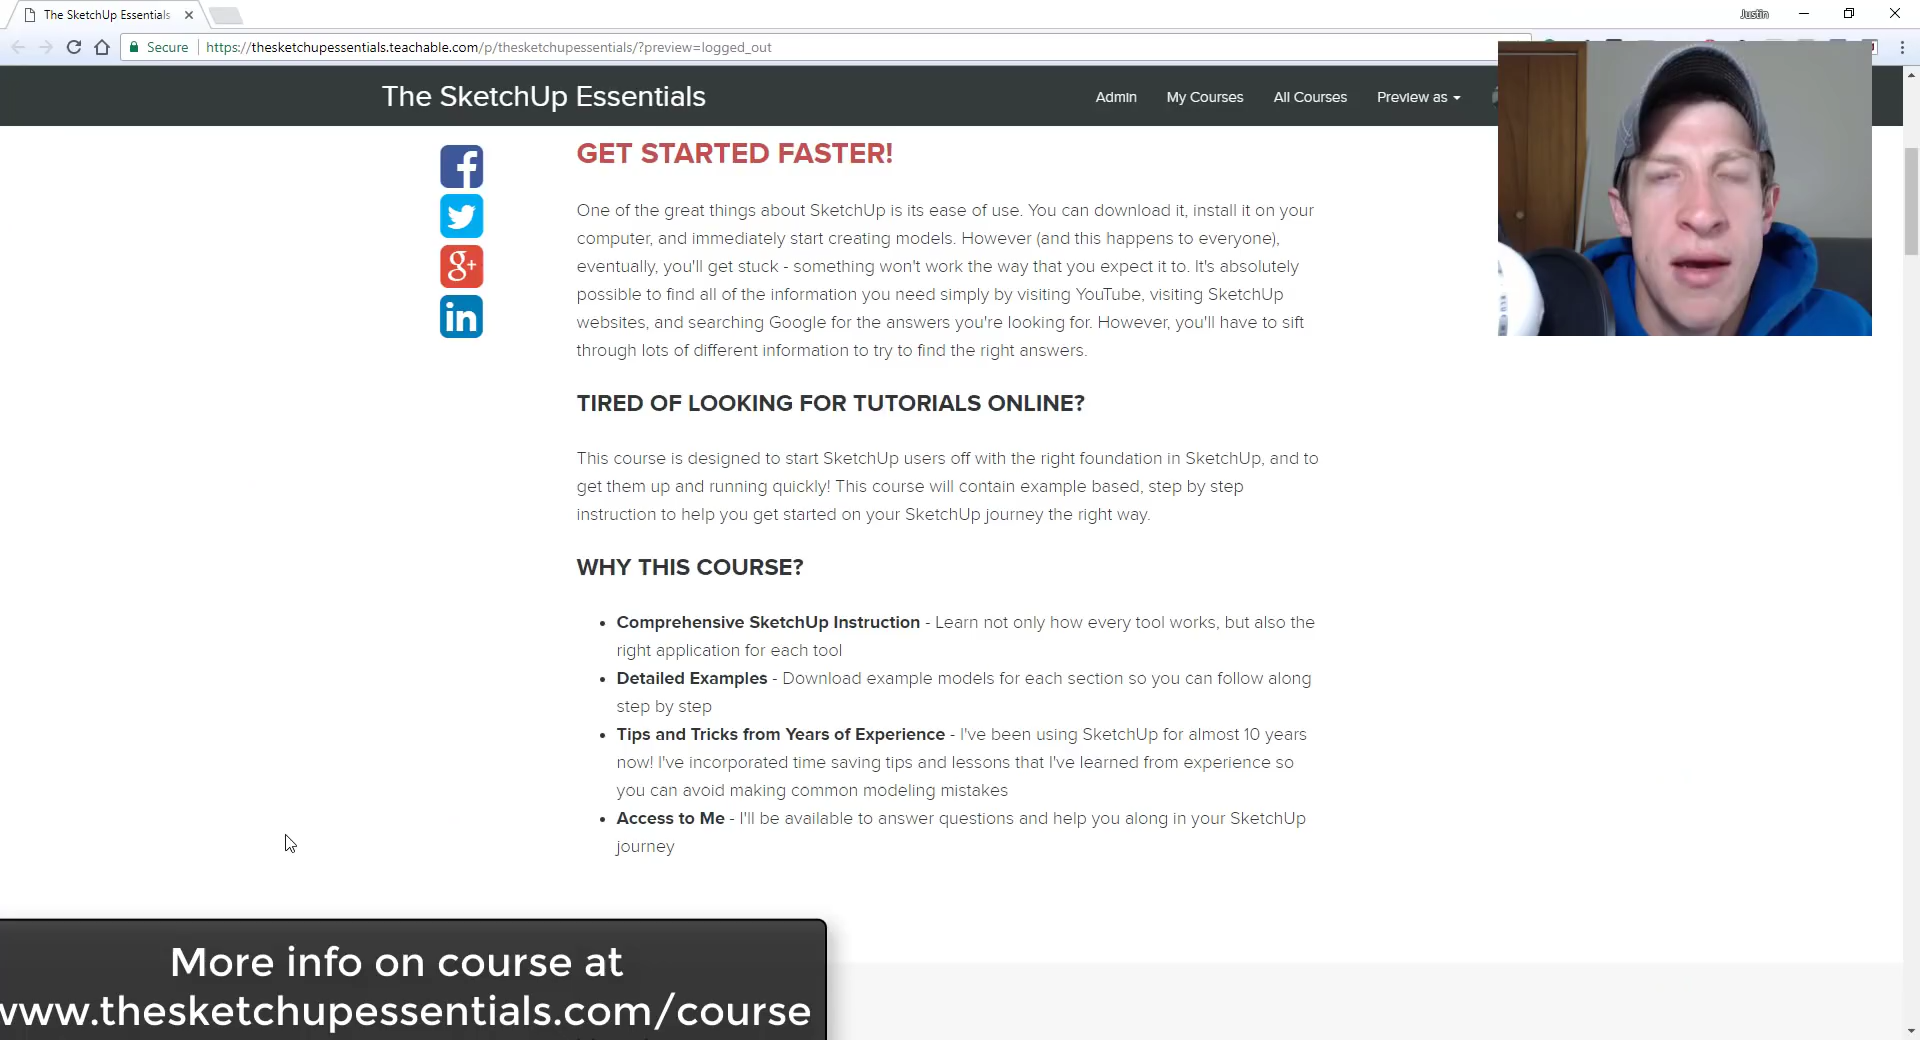 The SketchUp Essentials
Justin
Secure
https://thesketchupessentials.teachable.com/p/thesketchupessentials/?preview=logged_out
The SketchUp Essentials
Admin
My Courses
All Courses
Preview as
GET STARTED FASTER!
One of the great things about SketchUp is its ease of use. You can download it, install it on your
computer, and immediately start creating models. However (and this happens to everyone),
eventually, you'll get stuck - something won't work the way that you expect it to. It's absolutely
possible to find all of the information you need simply by visiting YouTube, visiting SketchUp
websites, and searching Google for the answers you're looking for. However, you'll have to sift
through lots of different information to try to find the right answers.
TIRED OF LOOKING FOR TUTORIALS ONLINE?
This course is designed to start SketchUp users off with the right foundation in SketchUp, and to
get them up and running quickly! This course will contain example based, step by step
instruction to help you get started on your SketchUp journey the right way.
WHY THIS COURSE?
• Comprehensive SketchUp Instruction - Learn not only how every tool works, but also the
right application for each tool
• Detailed Examples - Download example models for each section so you can follow along
step by step
• Tips and Tricks from Years of Experience - I've been using SketchUp for almost 10 years
now! I've incorporated time saving tips and lessons that I've learned from experience so
you can avoid making common modeling mistakes
• Access to Me - I'll be available to answer questions and help you along in your SketchUp
journey
More info on course at
www.thesketchupessentials.com/course